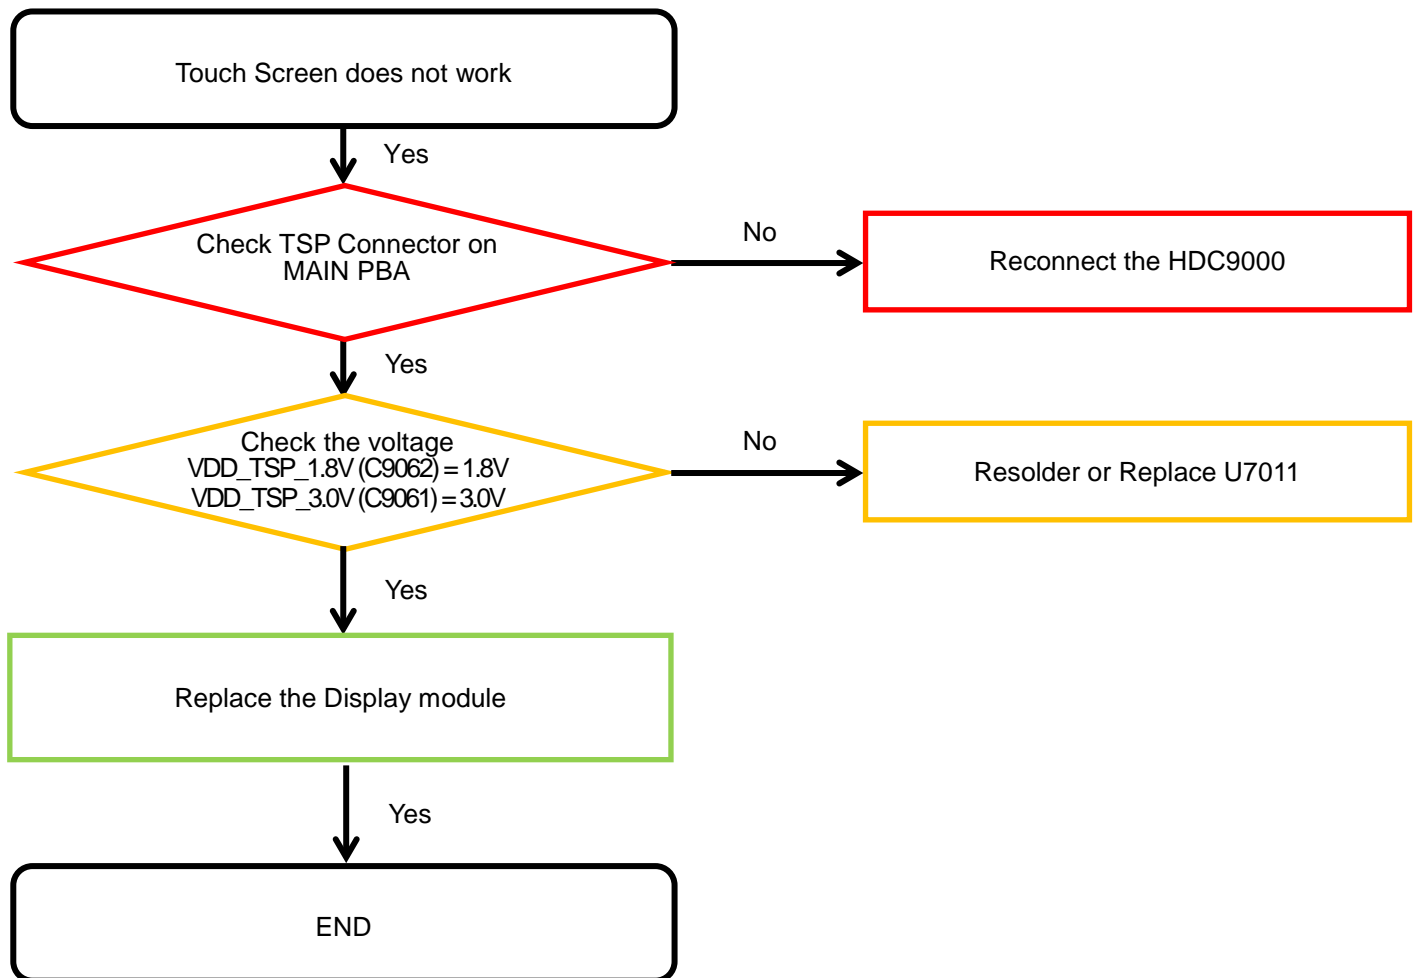 Touch Screen does not work
Yes
Check TSP Connector on
MAIN PBA
No
Reconnect the HDC9000
Yes
Check the voltage
VDD_TSP_1.8V (C9062) = 1.8V
VDD_TSP_3.0V (C9061) = 3.0V
No
Resolder or Replace U7011
Yes
Replace the Display module
Yes
END